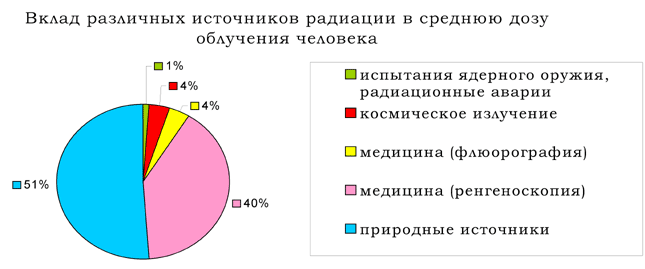 Вклад различных источников радиации в среднюю дозу
облучения человека
1%
4%
4%
40%
51%
испытания ядерного оружия,
радиационные аварии
космическое излучение
медицина (флюорография)
медицина (ренгеноскопия)
природные источники